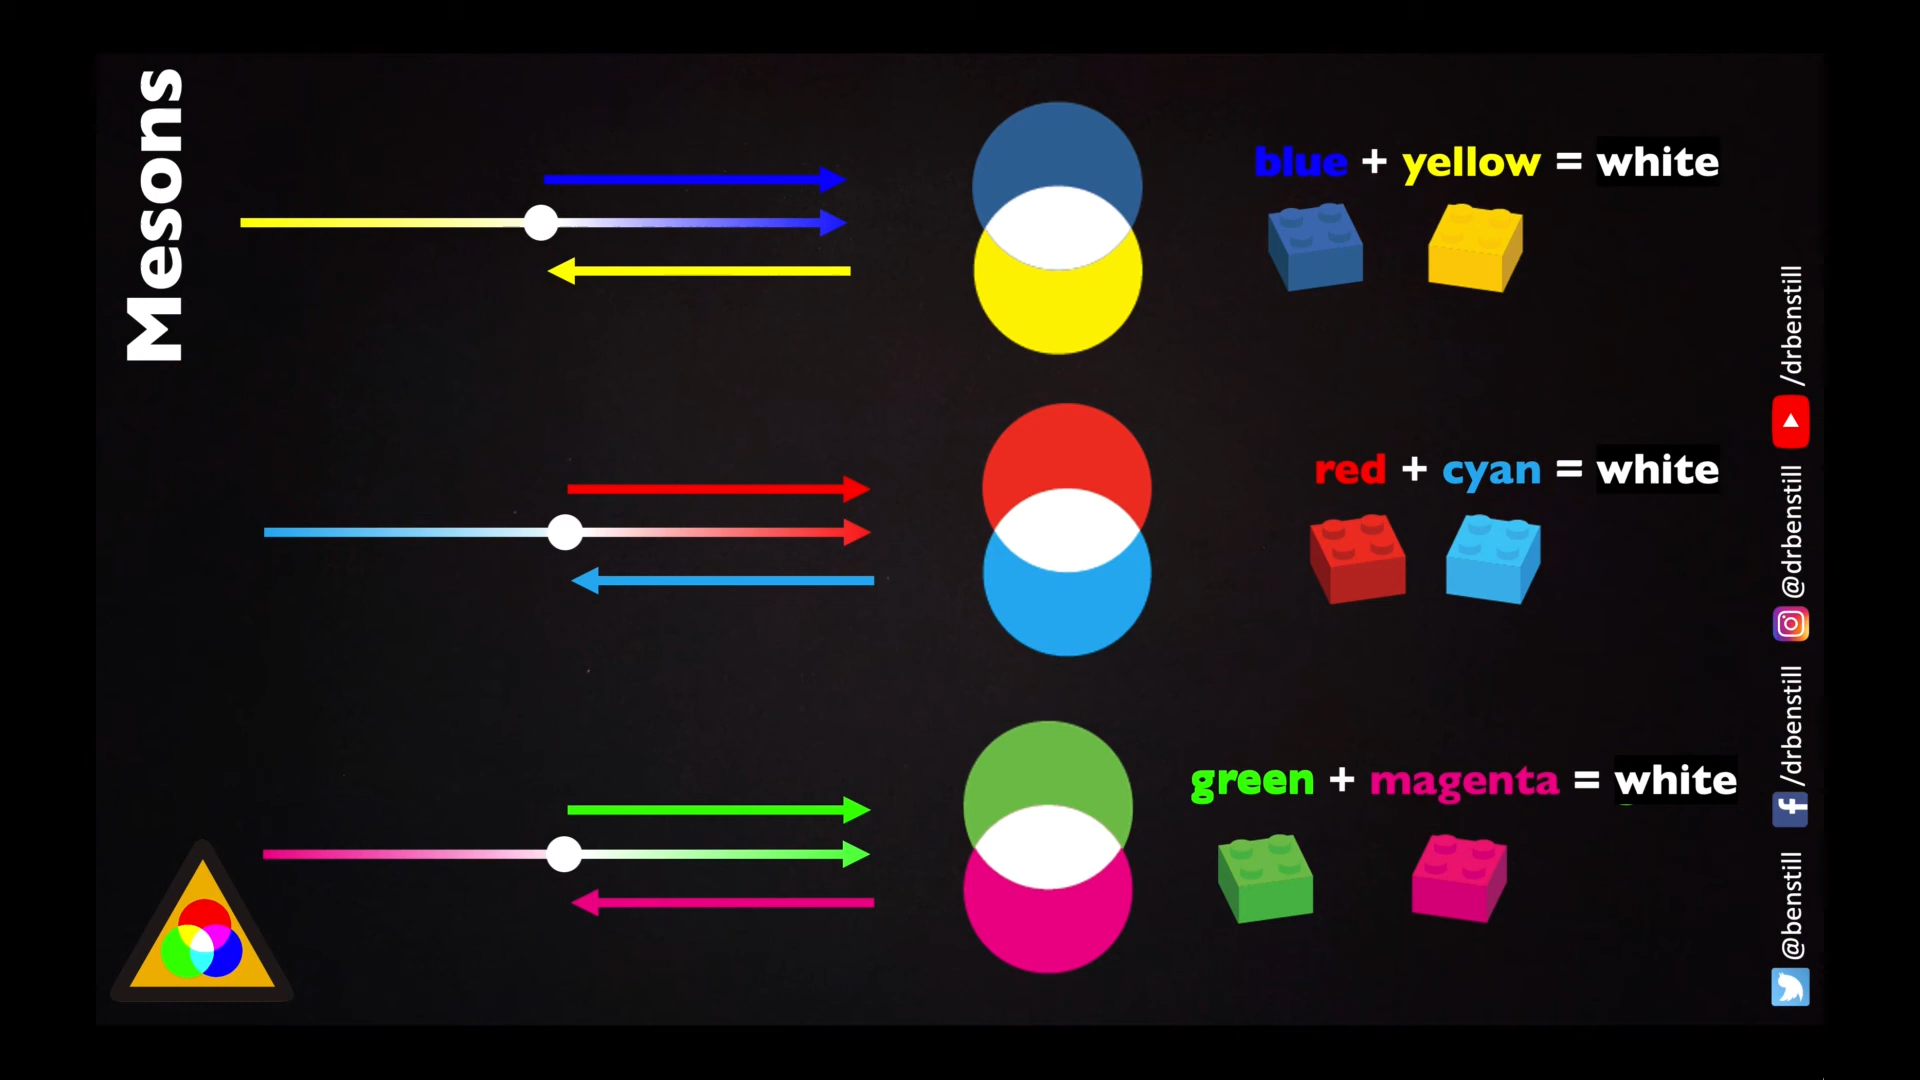 Mesons
blue + yellow = white
red + cyan = white
green + magenta = white
/drbenstill
@drbenstill
/drbenstill
@benstill